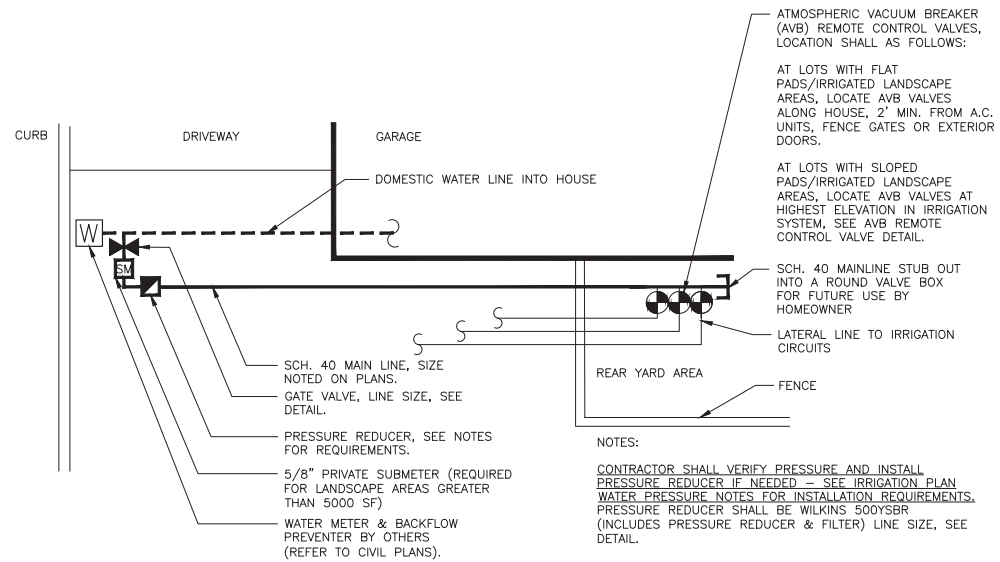 ATMOSPHERIC VACUUM BREAKER
(AVB) REMOTE CONTROL VALVES,
LOCATION SHALL AS FOLLOWS:
AT LOTS WITH FLAT
PADS/IRRIGATED LANDSCAPE
AREAS, LOCATE AVB VALVES
ALONG HOUSE, 2' MIN. FROM A.C.
UNITS, FENCE GATES OR EXTERIOR
DOORS.
AT LOTS WITH SLOPED
PADS/IRRIGATED LANDSCAPE
AREAS, LOCATE AVB VALVES AT
HIGHEST ELEVATION IN IRRIGATION
SYSTEM, SEE AVB REMOTE
CONTROL VALVE DETAIL.
CURB
DRIVEWAY
GARAGE
DOMESTIC WATER LINE INTO HOUSE
W
SM
SCH. 40 MAINLINE STUB OUT
INTO A ROUND VALVE BOX
FOR FUTURE USE BY
HOMEOWNER
LATERAL LINE TO IRRIGATION
CIRCUITS
SCH. 40 MAIN LINE, SIZE
NOTED ON PLANS.
GATE VALVE, LINE SIZE, SEE
DETAIL.
PRESSURE REDUCER, SEE NOTES
FOR REQUIREMENTS.
5/8" PRIVATE SUBMETER (REQUIRED
FOR LANDSCAPE AREAS GREATER
THAN 5000 SF)
WATER METER & BACKFLOW
PREVENTER BY OTHERS
(REFER TO CIVIL PLANS).
REAR YARD AREA
FENCE
NOTES:
CONTRACTOR SHALL VERIFY PRESSURE AND INSTALL
PRESSURE REDUCER IF NEEDED – SEE IRRIGATION PLAN
WATER PRESSURE NOTES FOR INSTALLATION REQUIREMENTS.
PRESSURE REDUCER SHALL BE WILKINS 500YSBR
(INCLUDES PRESSURE REDUCER & FILTER) LINE SIZE, SEE
DETAIL.